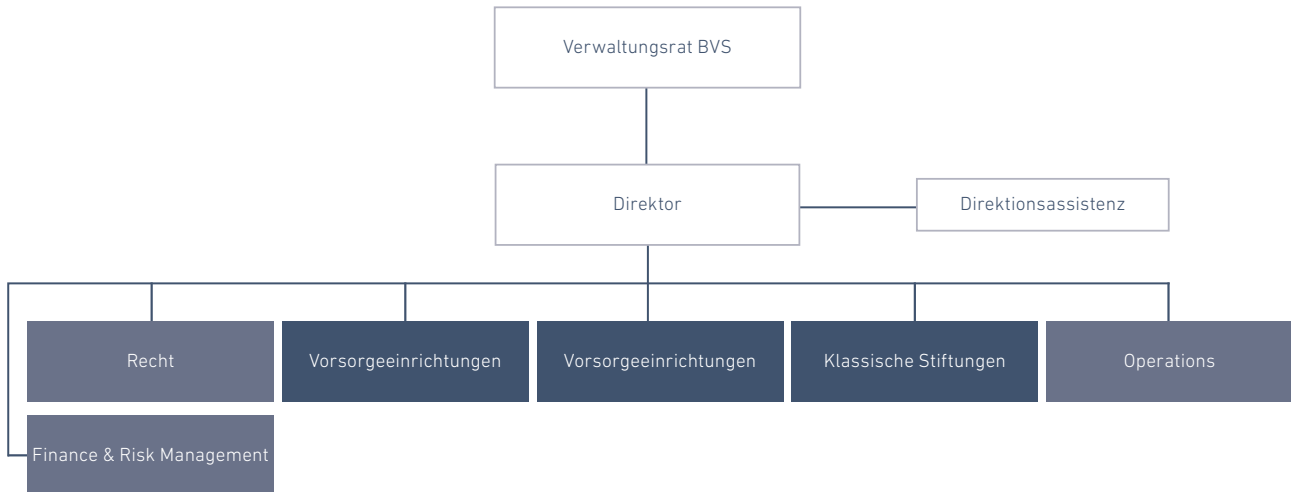 Verwaltungsrat BVS
Direktor
Direktionsassistenz
Recht
Vorsorgeeinrichtungen
Vorsorgeeinrichtungen
Klassische Stiftungen
Operations
Finance & Risk Management